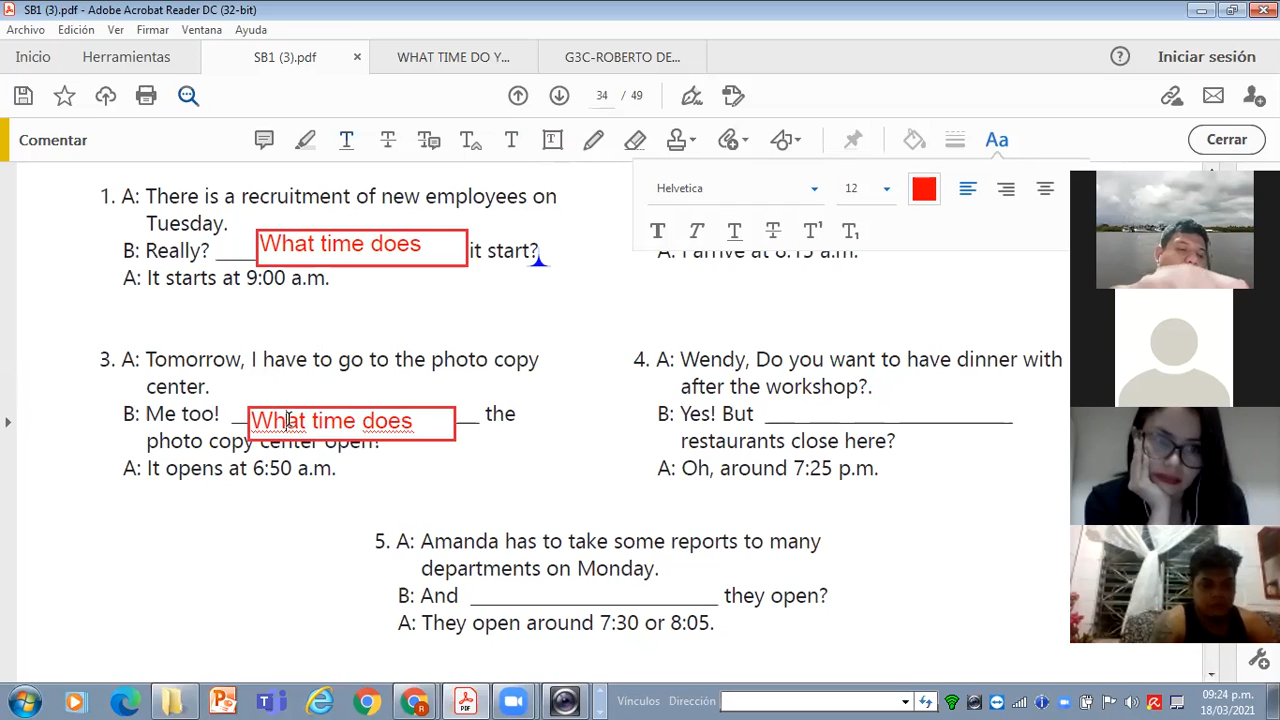 SB1 (3).pdf - Adobe Acrobat Reader DC (32-bit)
Archivo Edición Ver Firmar Ventana Ayuda
Inicio Herramientas SB1 (3).pdf × WHAT TIME DO Y... G3C-ROBERTO DE... Iniciar sesión
34 / 49
Comentar Cerrar
Helvetica 12
1. A: There is a recruitment of new employees on
Tuesday.
B: Really? What time does it start?
A: It starts at 9:00 a.m.
A: I arrive at 8:15 a.m.
3. A: Tomorrow, I have to go to the photo copy
center.
B: Me too! What time does the
photo copy center open?
A: It opens at 6:50 a.m.
4. A: Wendy, Do you want to have dinner with
after the workshop?.
B: Yes! But
restaurants close here?
A: Oh, around 7:25 p.m.
5. A: Amanda has to take some reports to many
departments on Monday.
B: And they open?
A: They open around 7:30 or 8:05.
Vínculos Dirección 09:24 p.m.
18/03/2021